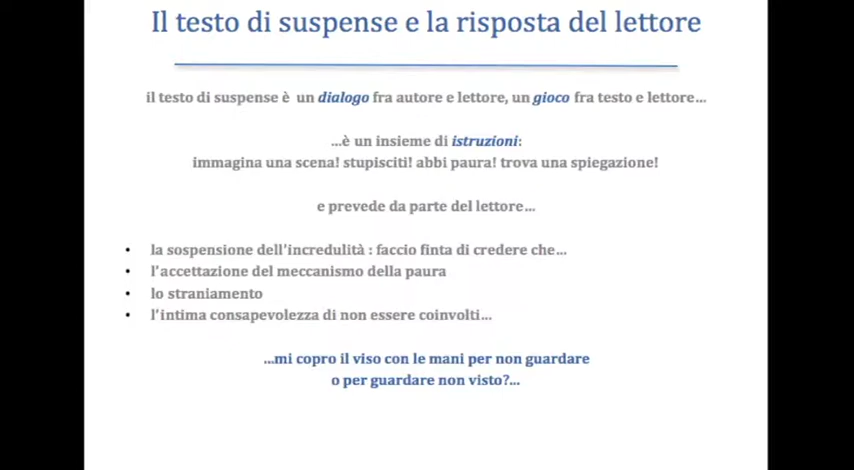 Il testo di suspense e la risposta del lettore
il testo di suspense è un dialogo fra autore e lettore, un gioco fra testo e lettore…
…è un insieme di istruzioni:
immagina una scena! stupisciti! abbi paura! trova una spiegazione!
e prevede da parte del lettore…
• la sospensione dell'incredulità : faccio finta di credere che…
• l'accettazione del meccanismo della paura
• lo straniamento
• l'intima consapevolezza di non essere coinvolti…
…mi copro il viso con le mani per non guardare
o per guardare non visto?…